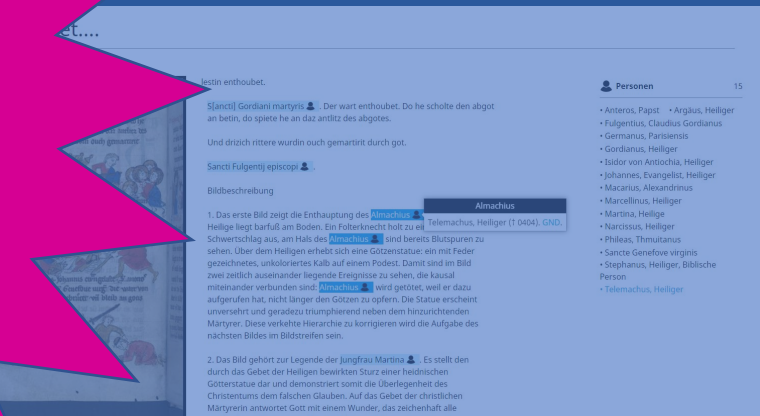 et....
lestin enthoubet.
S[ancti] Gordiani martyris . Der wart enthoubet. Do he scholte den abgot
an betin, do spiete he an daz antlitz des abgotes.
Und drizich rittere wurdin ouch gemartirit durch got.
Sancti Fulgentij episcopi .
Bildbeschreibung
1. Das erste Bild zeigt die Enthauptung des Almachius
Heilige liegt barfuß am Boden. Ein Folterknecht holt zu
Schwertschlag aus, am Hals des Almachius sind bereits Blutspuren zu
sehen. Über dem Heiligen erhebt sich eine Götzenstatue: ein mit Feder
gezeichnetes, unkoloriertes Kalb auf einem Podest. Damit sind im Bild
zwei zeitlich auseinander liegende Ereignisse zu sehen, die kausal
miteinander verbunden sind: Almachius wird getötet, weil er dazu
aufgerufen hat, nicht länger den Götzen zu opfern. Die Statue erscheint
unversehrt und geradezu triumphierend neben dem hinzurichtenden
Märtyrer. Diese verkehrte Hierarchie zu korrigieren wird die Aufgabe des
nächsten Bildes im Bildstreifen sein.
2. Das Bild gehört zur Legende der Jungfrau Martina . Es stellt den
durch das Gebet der Heiligen bewirkten Sturz einer heidnischen
Götterstatue dar und demonstriert somit die Überlegenheit des
Christentums dem falschen Glauben. Auf das Gebet der christlichen
Märtyrerin antwortet Gott mit einem Wunder, das zeichenhaft alle
Almachius
Telemachus, Heiliger († 0404). GND.
Personen 15
• Anteros, Papst • Argäus, Heiliger
• Fulgentius, Claudius Gordianus
• Germanus, Parisiensis
• Gordianus, Heiliger
• Isidor von Antiochia, Heiliger
• Johannes, Evangelist, Heiliger
• Macarius, Alexandrinus
• Marcellinus, Heiliger
• Martina, Heilige
• Narcissus, Heiliger
• Phileas, Thmuitanus
• Sancte Genofeve virginis
• Stephanus, Heiliger, Biblische
Person
• Telemachus, Heiliger